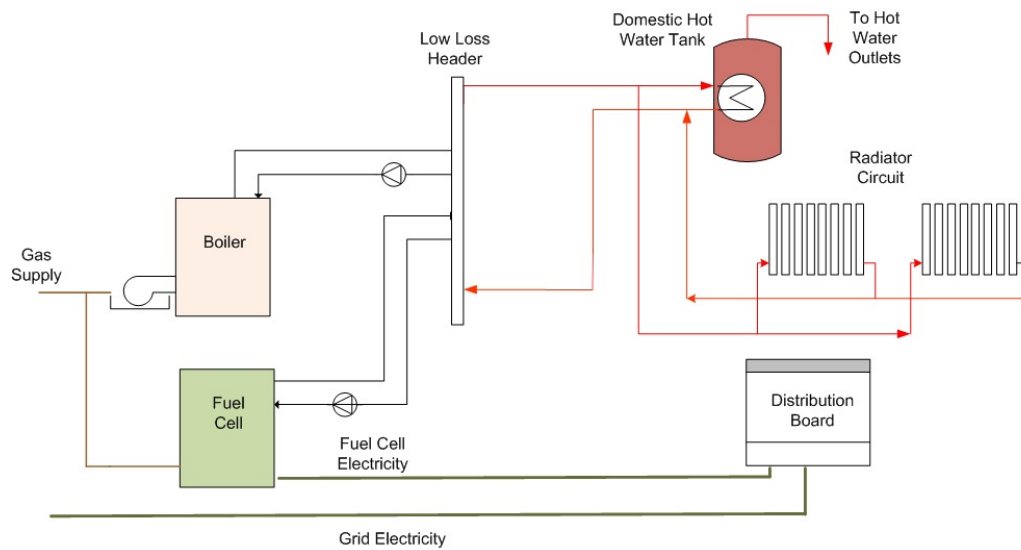 Domestic Hot
Water Tank
To Hot
Water
Outlets
Low Loss
Header
Radiator
Circuit
Boiler
Gas
Supply
Fuel
Cell
Distribution
Board
Fuel Cell
Electricity
Grid Electricity